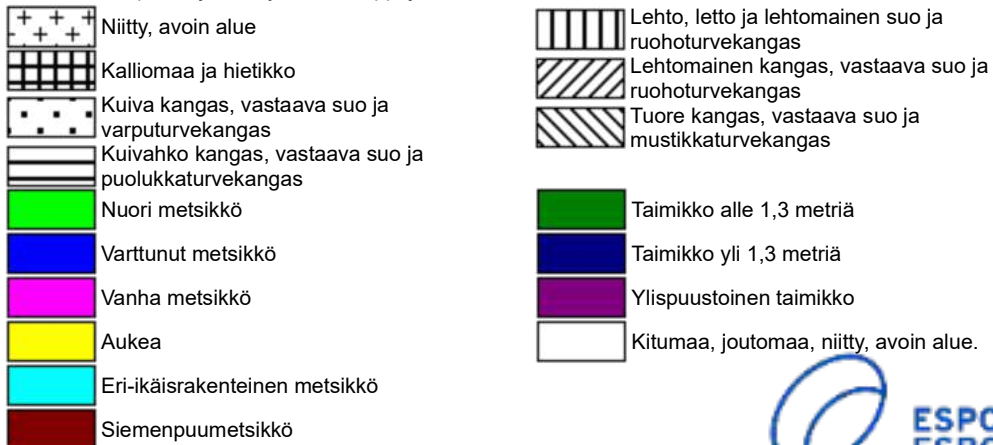 Niitty, avoin alue
Kalliomaa ja hietikko
Kuiva kangas, vastaava suo ja
varputurvekangas
Kuivahko kangas, vastaava suo ja
puolukkaturvekangas
Nuori metsikkö
Varttunut metsikkö
Vanha metsikkö
Aukea
Eri-ikäisrakenteinen metsikkö
Siemenpuumetsikkö
Lehto, letto ja lehtomainen suo ja
ruohoturvekangas
Lehtomainen kangas, vastaava suo ja
ruohoturvekangas
Tuore kangas, vastaava suo ja
mustikkaturvekangas
Taimikko alle 1,3 metriä
Taimikko yli 1,3 metriä
Ylispuustoinen taimikko
Kitumaa, joutomaa, niitty, avoin alue.